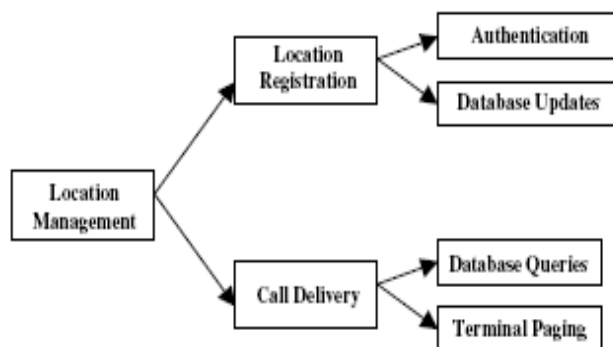 Authentication
Location
Registration
Database Updates
Location
Management
Database Queries
Call Delivery
Terminal Paging